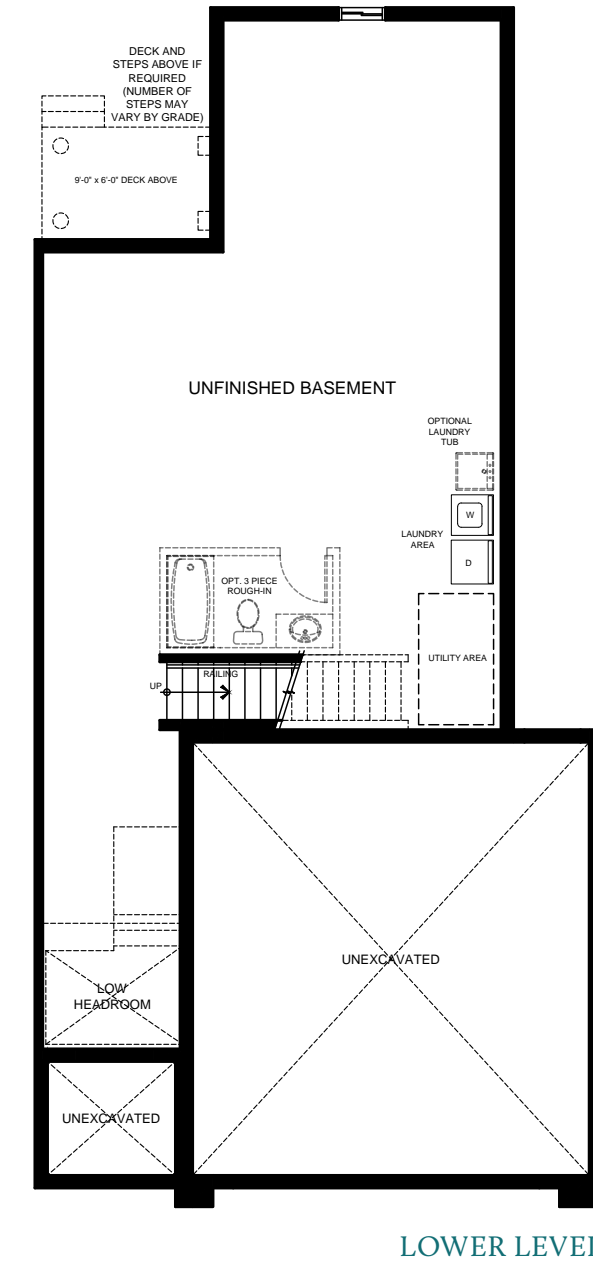 DECK AND
STEPS ABOVE IF
REQUIRED
(NUMBER OF
STEPS MAY
VARY BY GRADE)
9'-0" x 6'-0" DECK ABOVE
UNFINISHED BASEMENT
OPTIONAL
LAUNDRY
TUB
W
LAUNDRY
AREA
D
OPT. 3 PIECE
ROUGH-IN
UTILITY AREA
RAILING
UP
UNEXCAVATED
LOW
HEADROOM
UNEXCAVATED
LOWER LEVEL